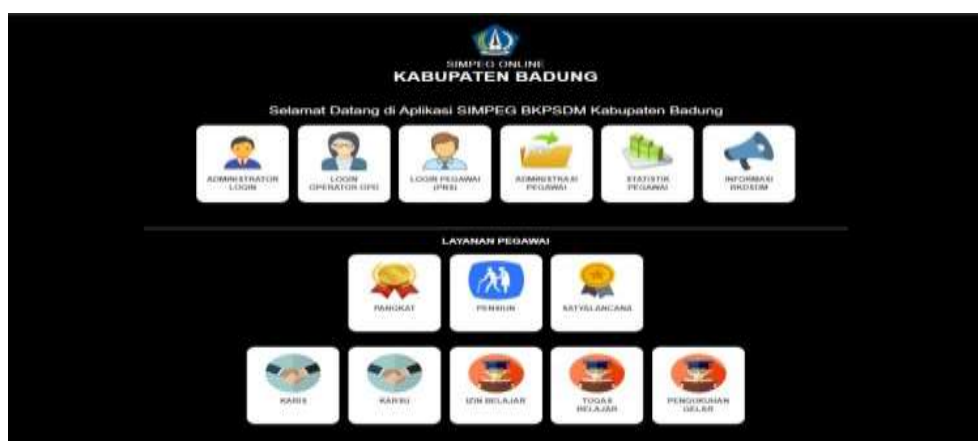 SIMPEG ONLINE
KABUPATEN BADUNG
Selamat Datang di Aplikasi SIMPEG BKPSDM Kabupaten Badung
ADMINISTRATOR
LOGIN
LOGIN
OPERATOR OPD
LOGIN PEGAWAI
(PNS)
ADMINISTRASI
PEGAWAI
STATISTIK
PEGAWAI
INFORMASI
BKDSDM
LAYANAN PEGAWAI
PANGKAT
PENSIUN
SATYALANCANA
KARIS
KARSU
IZIN BELAJAR
TUGAS
BELAJAR
PENGUKUHAN
GELAR